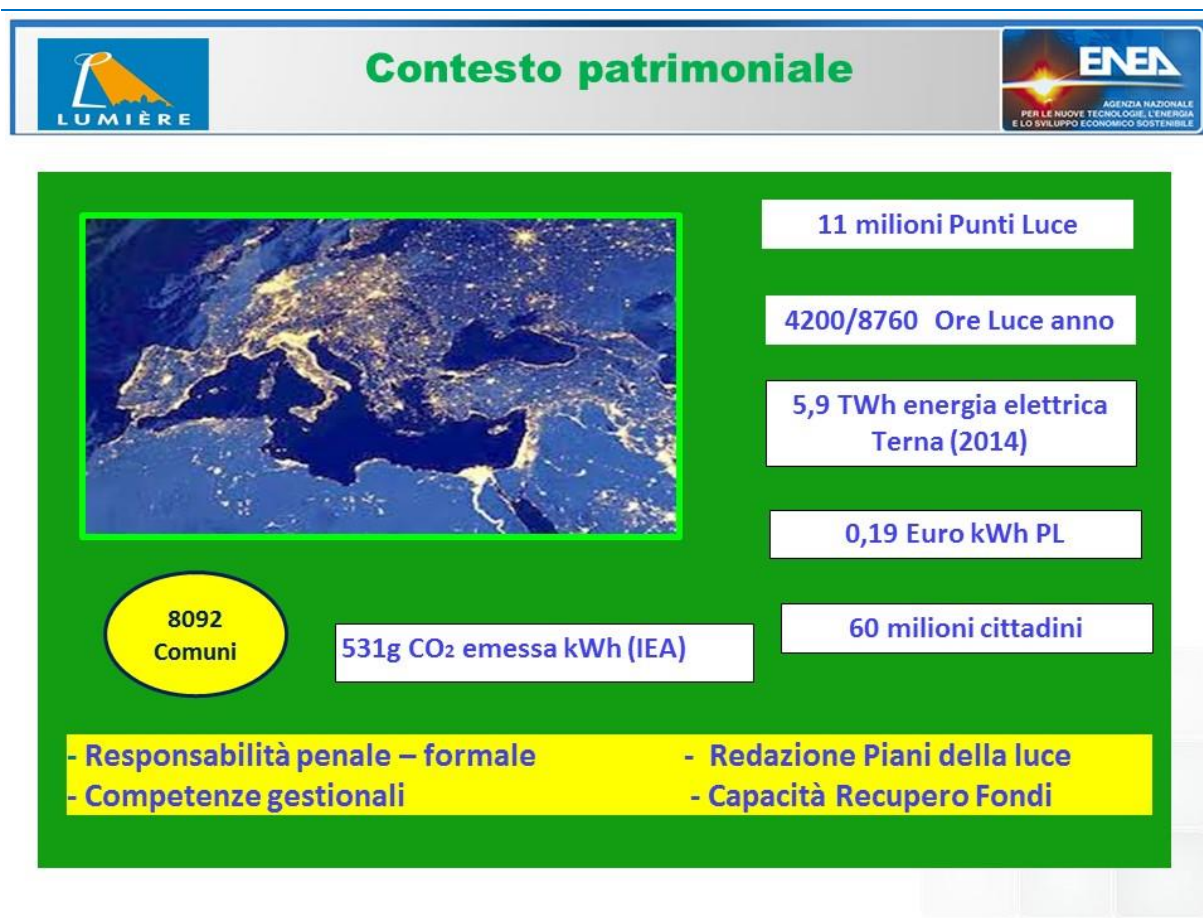 LUMIÈRE
Contesto patrimoniale
ENEA
AGENZIA NAZIONALE
PER LE NUOVE TECNOLOGIE, L'ENERGIA
E LO SVILUPPO ECONOMICO SOSTENIBILE
11 milioni Punti Luce
4200/8760 Ore Luce anno
5,9 TWh energia elettrica
Terna (2014)
0,19 Euro kWh PL
8092
Comuni
531g CO₂ emessa kWh (IEA)
60 milioni cittadini
- Responsabilità penale – formale - Redazione Piani della luce
- Competenze gestionali - Capacità Recupero Fondi